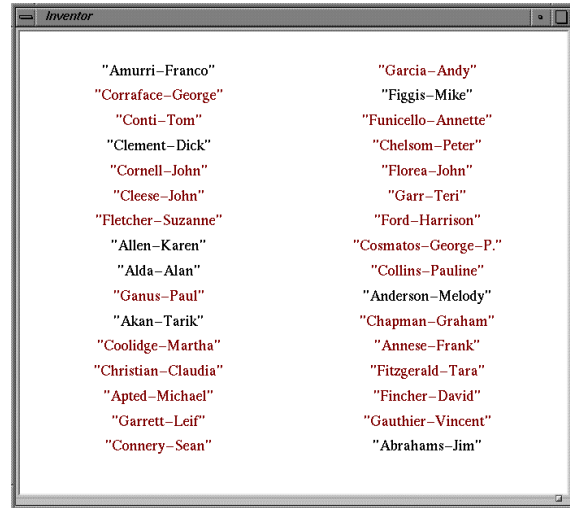 Inventor
"Amurri-Franco" "Garcia-Andy"
"Corraface-George" "Figgis-Mike"
"Conti-Tom" "Funicello-Annette"
"Clement-Dick" "Chelsom-Peter"
"Cornell-John" "Florea-John"
"Cleese-John" "Garr-Teri"
"Fletcher-Suzanne" "Ford-Harrison"
"Allen-Karen" "Cosmatos-George-P."
"Alda-Alan" "Collins-Pauline"
"Ganus-Paul" "Anderson-Melody"
"Akan-Tarik" "Chapman-Graham"
"Coolidge-Martha" "Annese-Frank"
"Christian-Claudia" "Fitzgerald-Tara"
"Apted-Michael" "Fincher-David"
"Garrett-Leif" "Gauthier-Vincent"
"Connery-Sean" "Abrahams-Jim"